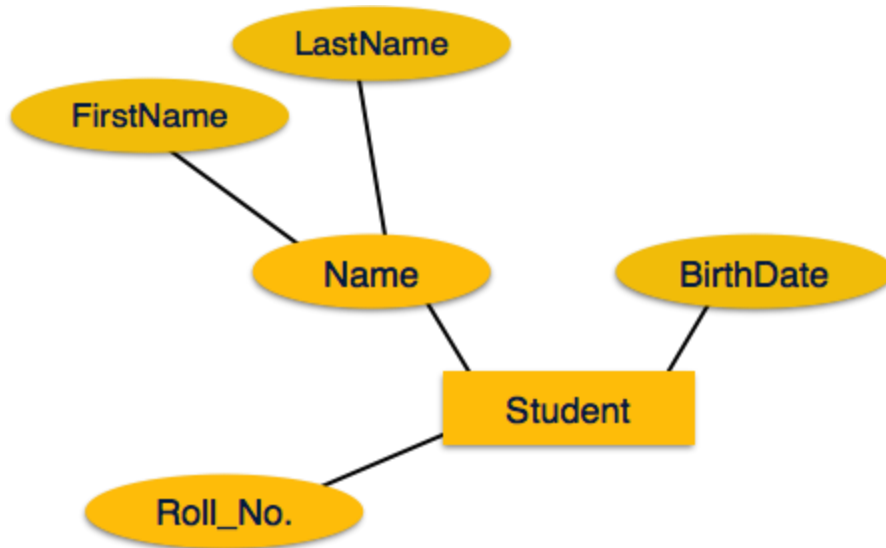 LastName
FirstName
Name
BirthDate
Student
Roll_No.